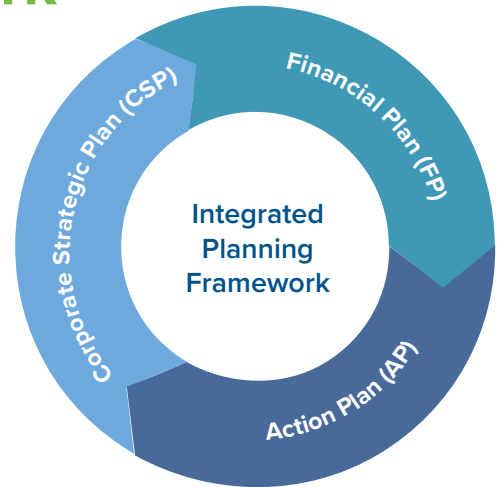 Corporate Strategic Plan (CSP)
Financial Plan (FP)
Action Plan (AP)
Integrated
Planning
Framework